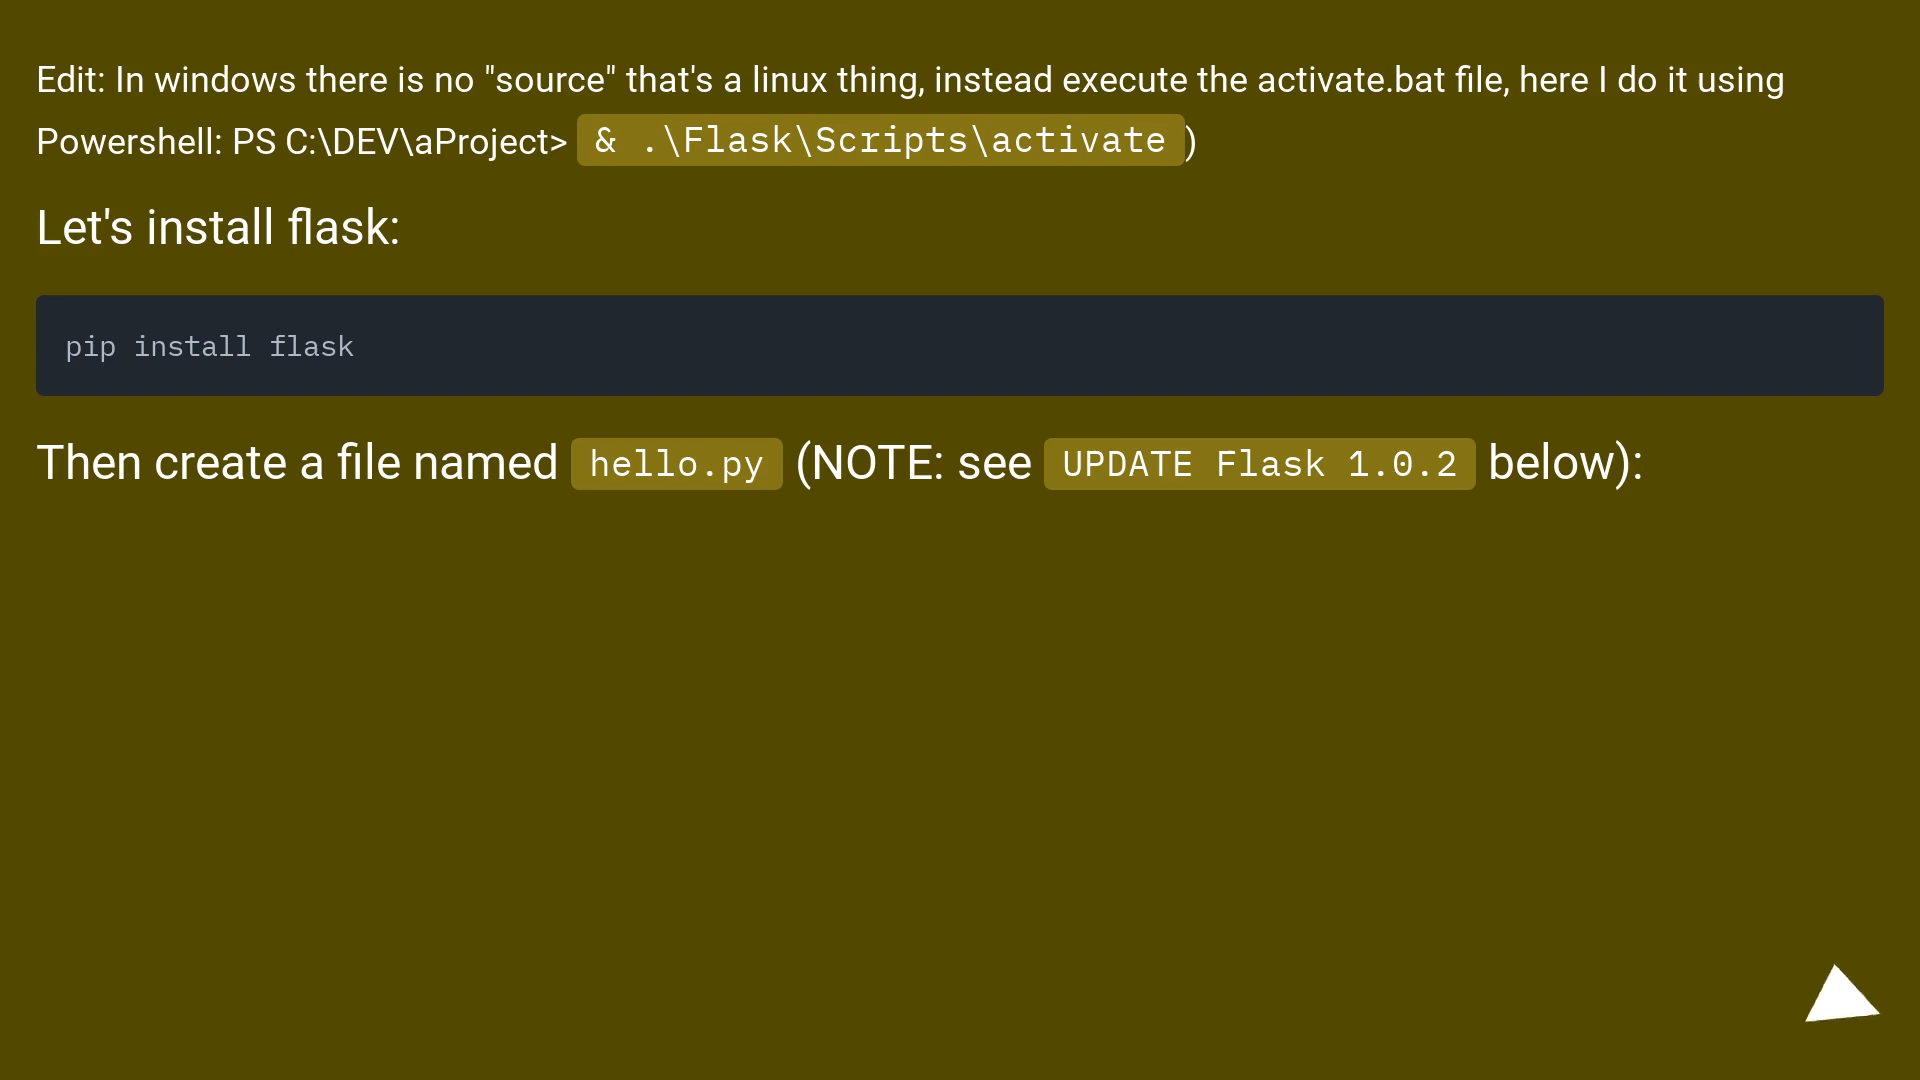 Edit: In windows there is no "source" that's a linux thing, instead execute the activate.bat file, here I do it using
Powershell: PS C:\DEV\aProject> & .\Flask\Scripts\activate)
Let's install flask:
pip install flask
Then create a file named hello.py (NOTE: see UPDATE Flask 1.0.2 below):